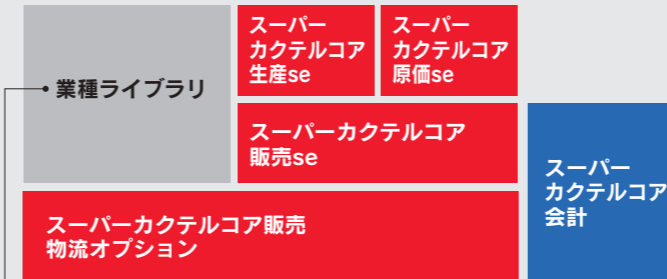 業種ライブラリ
スーパー
カクテルコア
生産se
スーパー
カクテルコア
原価se
スーパーカクテルコア
販売se
スーパー
カクテルコア
会計
スーパーカクテルコア販売
物流オプション